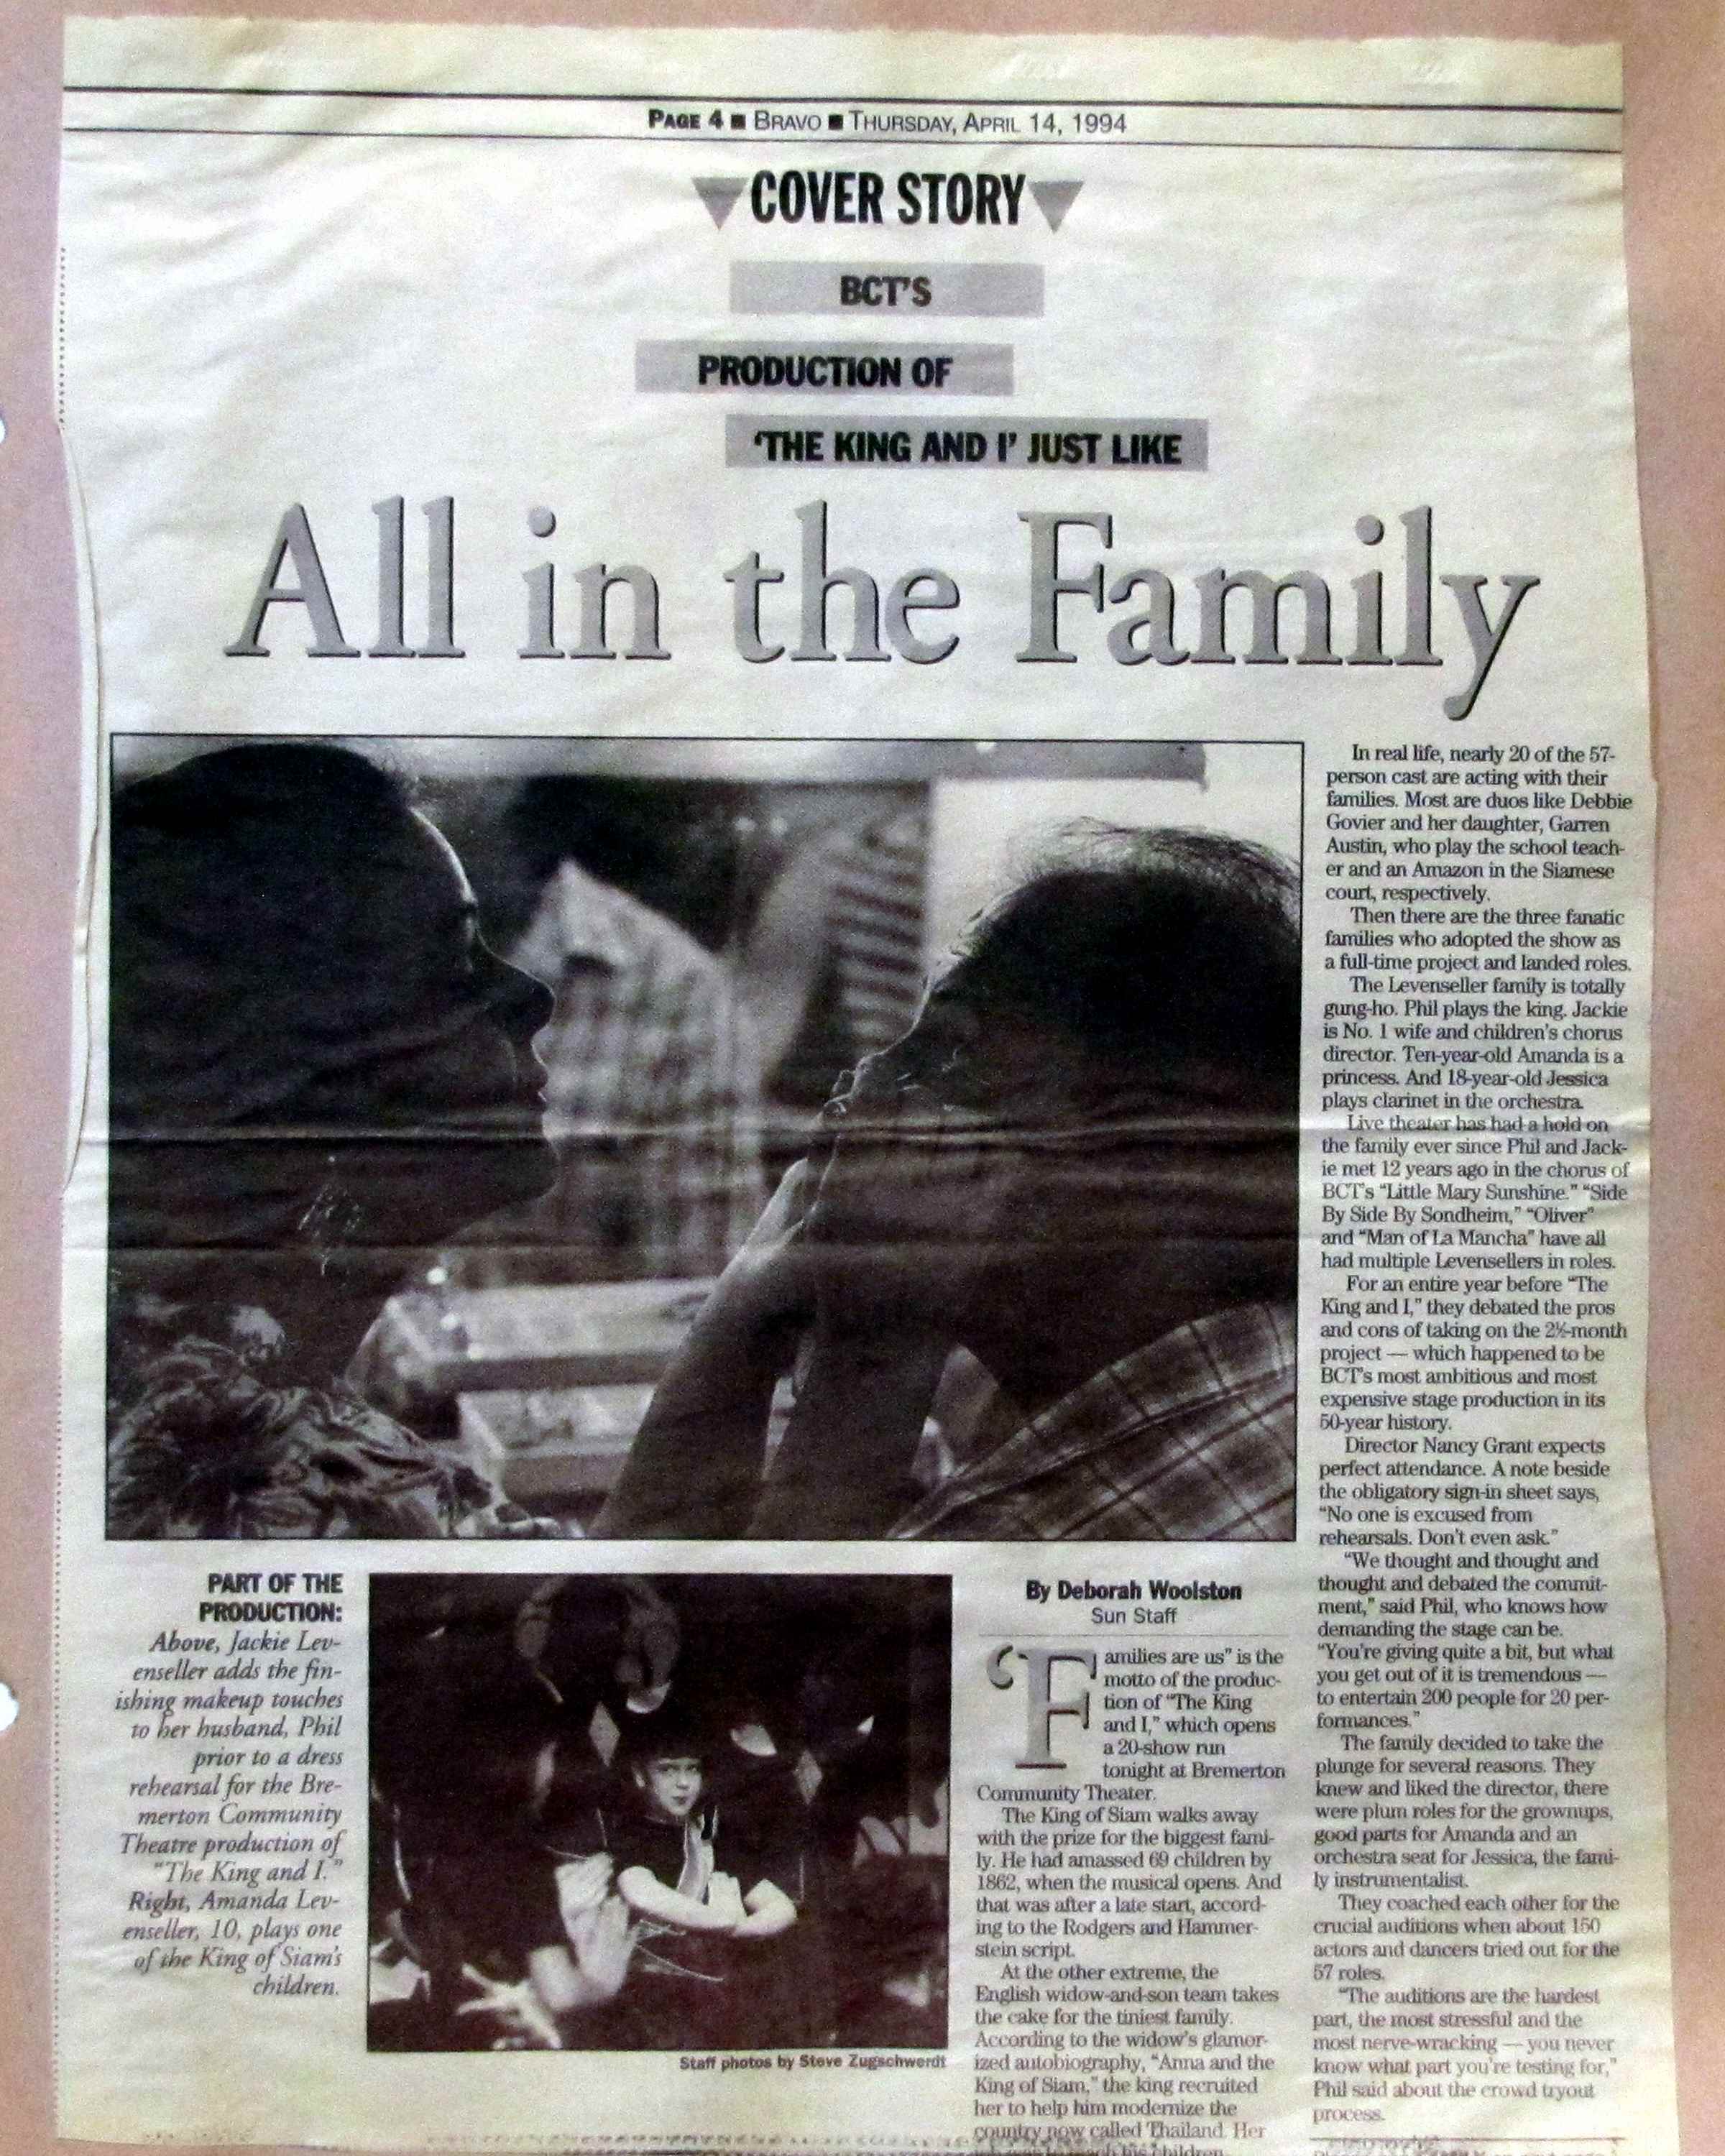 PAGE 4 ■ BRAVO ■ THURSDAY, APRIL 14, 1994
COVER STORY
BCT'S
PRODUCTION OF
'THE KING AND I' JUST LIKE
All in the Family
PART OF THE
PRODUCTION:
Above, Jackie Lev-
enseller adds the fin-
ishing makeup touches
to her husband, Phil
prior to a dress
rehearsal for the Bre-
merton Community
Theatre production of
"The King and I."
Right, Amanda Lev-
enseller, 10, plays one
of the King of Siam's
children.
Staff photos by Steve Zugschwerdt
By Deborah Woolston
Sun Staff
'Families are us" is the
motto of the produc-
tion of "The King
and I," which opens
a 20-show run
tonight at Bremerton
Community Theater.
The King of Siam walks away
with the prize for the biggest fami-
ly. He had amassed 69 children by
1862, when the musical opens. And
that was after a late start, accord-
ing to the Rodgers and Hammer-
stein script.
At the other extreme, the
English widow-and-son team takes
the cake for the tiniest family.
According to the widow's glamor-
ized autobiography, "Anna and the
King of Siam," the king recruited
her to help him modernize the
country now called Thailand. Her
his children,
In real life, nearly 20 of the 57-
person cast are acting with their
families. Most are duos like Debbie
Govier and her daughter, Garren
Austin, who play the school teach-
er and an Amazon in the Siamese
court, respectively.
Then there are the three fanatic
families who adopted the show as
a full-time project and landed roles.
The Levenseller family is totally
gung-ho. Phil plays the king. Jackie
is No. 1 wife and children's chorus
director. Ten-year-old Amanda is a
princess. And 18-year-old Jessica
plays clarinet in the orchestra.
Live theater has had a hold on
the family ever since Phil and Jack-
ie met 12 years ago in the chorus of
BCT's "Little Mary Sunshine." "Side
By Side By Sondheim," "Oliver"
and "Man of La Mancha" have all
had multiple Levensellers in roles.
For an entire year before "The
King and I," they debated the pros
and cons of taking on the 2½-month
project — which happened to be
BCT's most ambitious and most
expensive stage production in its
50-year history.
Director Nancy Grant expects
perfect attendance. A note beside
the obligatory sign-in sheet says,
"No one is excused from
rehearsals. Don't even ask."
"We thought and thought and
thought and debated the commit-
ment," said Phil, who knows how
demanding the stage can be.
"You're giving quite a bit, but what
you get out of it is tremendous —
to entertain 200 people for 20 per-
formances."
The family decided to take the
plunge for several reasons. They
knew and liked the director, there
were plum roles for the grownups,
good parts for Amanda and an
orchestra seat for Jessica, the fami-
ly instrumentalist.
They coached each other for the
crucial auditions when about 150
actors and dancers tried out for the
57 roles.
"The auditions are the hardest
part, the most stressful and the
most nerve-wracking — you never
know what part you're testing for,"
Phil said about the crowd tryout
process.